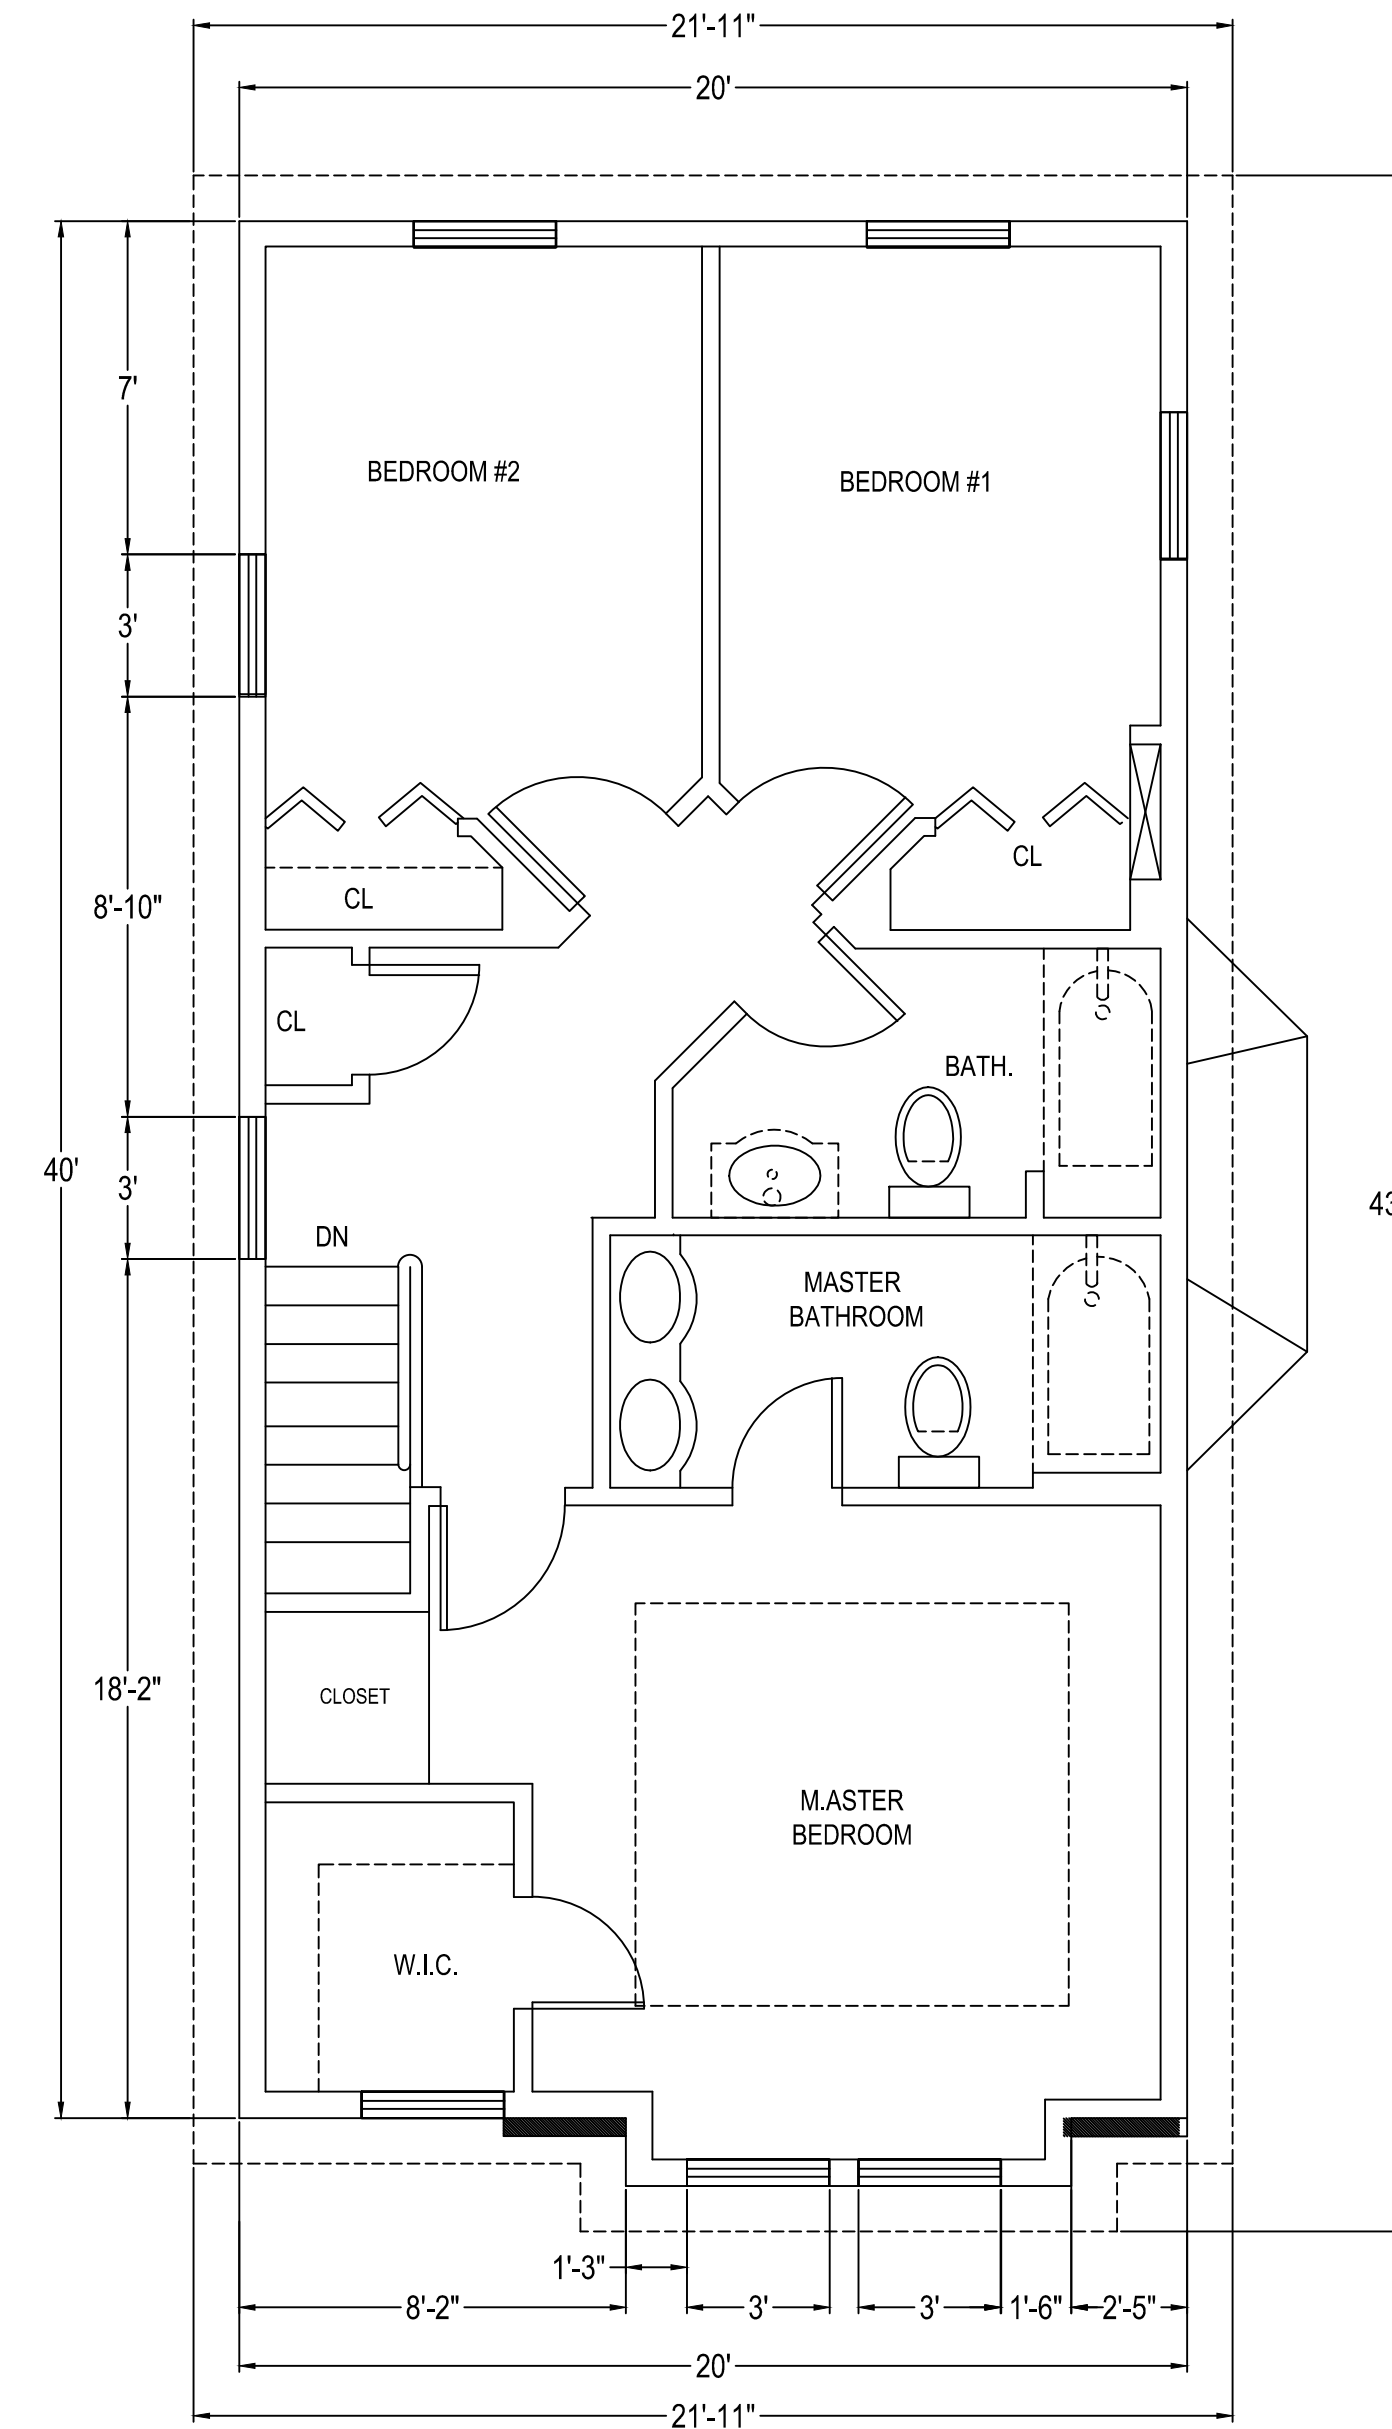 21'-11"
20'
7'
BEDROOM #2
BEDROOM #1
3'
CL
CL
8'-10"
CL
BATH.
40'
3'
43
DN
MASTER
BATHROOM
18'-2"
CLOSET
M.ASTER
BEDROOM
W.I.C.
1'-3"
8'-2"
3'
3'
1'-6"
2'-5"
20'
21'-11"